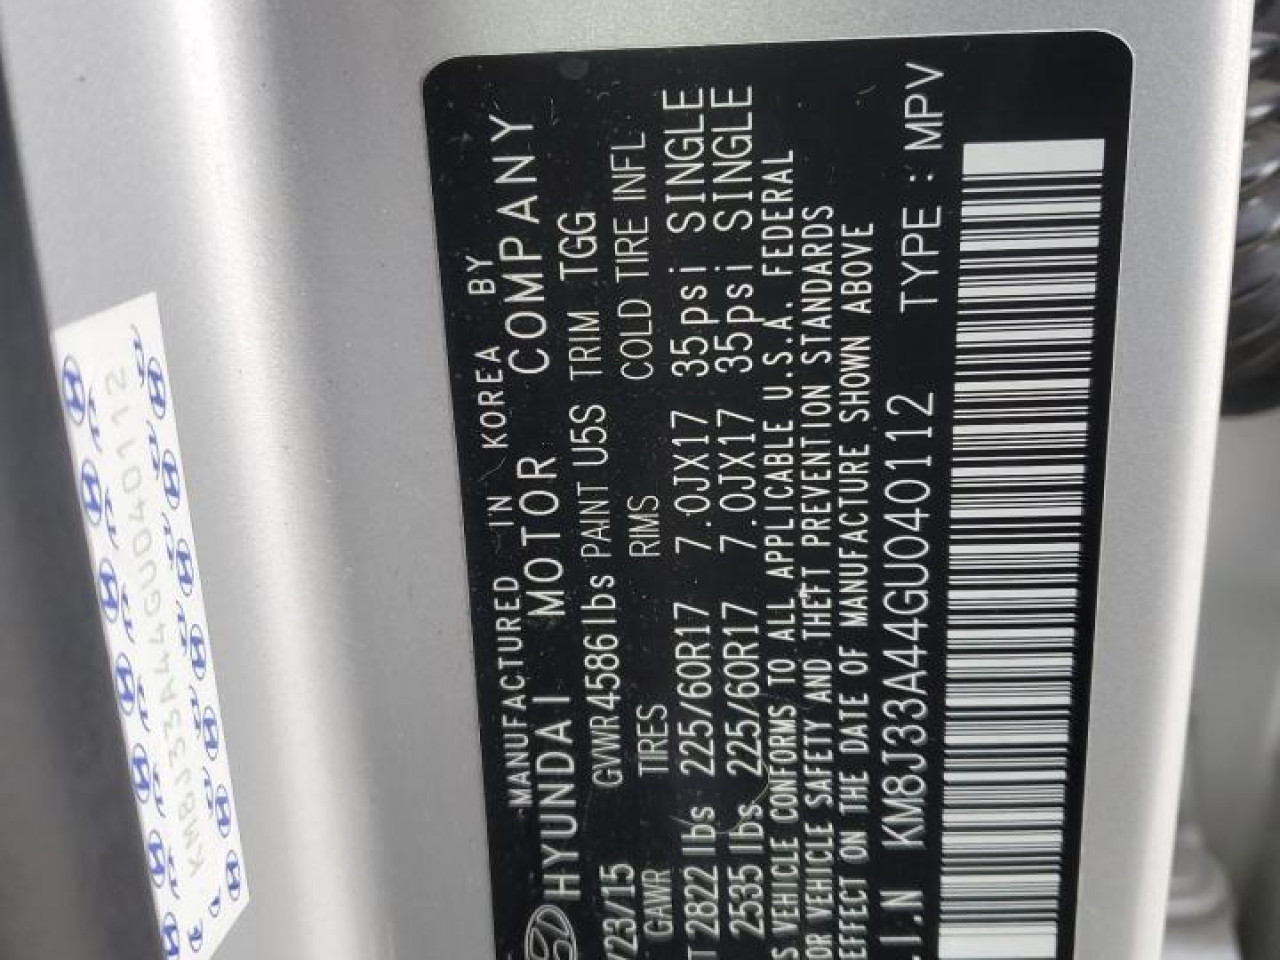 MANUFACTURED IN KOREA BY
HYUNDAI MOTOR COMPANY
/23/15 GVWR 4586 lbs PAINT U5S TRIM TGG
GAWR TIRES RIMS COLD TIRE INFL
T 2822 lbs 225/60R17 7.0JX17 35psi SINGLE
2535 lbs 225/60R17 7.0JX17 35psi SINGLE
S VEHICLE CONFORMS TO ALL APPLICABLE U.S.A. FEDERAL
OR VEHICLE SAFETY AND THEFT PREVENTION STANDARDS
EFFECT ON THE DATE OF MANUFACTURE SHOWN ABOVE
.I.N KM8J33A44GU040112 TYPE : MPV
KM8J33A44GU040112